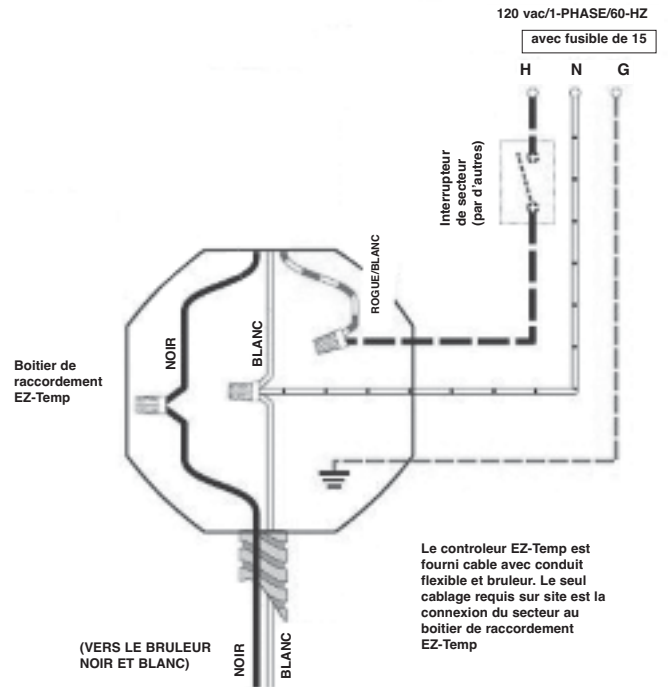 120 vac/1-PHASE/60-HZ
avec fusible de 15
H N G
Interrupteur
de secteur
(par d'autres)
ROGUE/BLANC
NOIR
BLANC
Boitier de
raccordement
EZ-Temp
Le controleur EZ-Temp est
fourni cable avec conduit
flexible et bruleur. Le seul
cablage requis sur site est la
connexion du secteur au
boitier de raccordement
EZ-Temp
(VERS LE BRULEUR
NOIR ET BLANC)
NOIR
BLANC